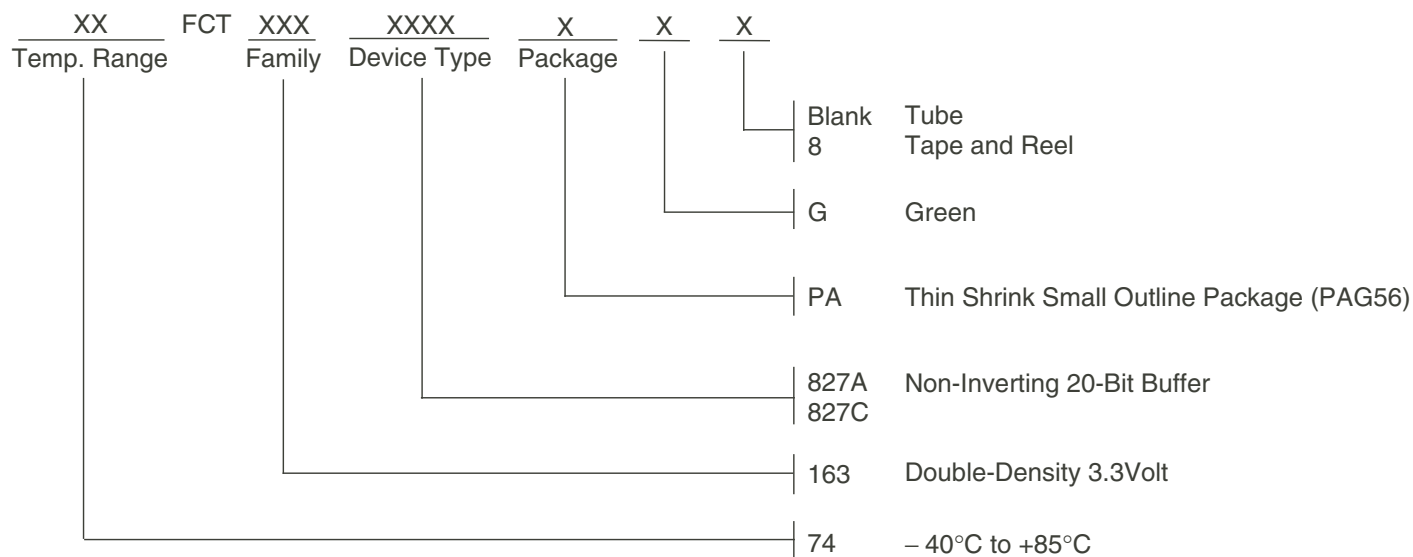 XX FCT XXX XXXX X X X
Temp. Range Family Device Type Package
Blank Tube
8 Tape and Reel
G Green
PA Thin Shrink Small Outline Package (PAG56)
827A Non-Inverting 20-Bit Buffer
827C
163 Double-Density 3.3Volt
74 – 40°C to +85°C